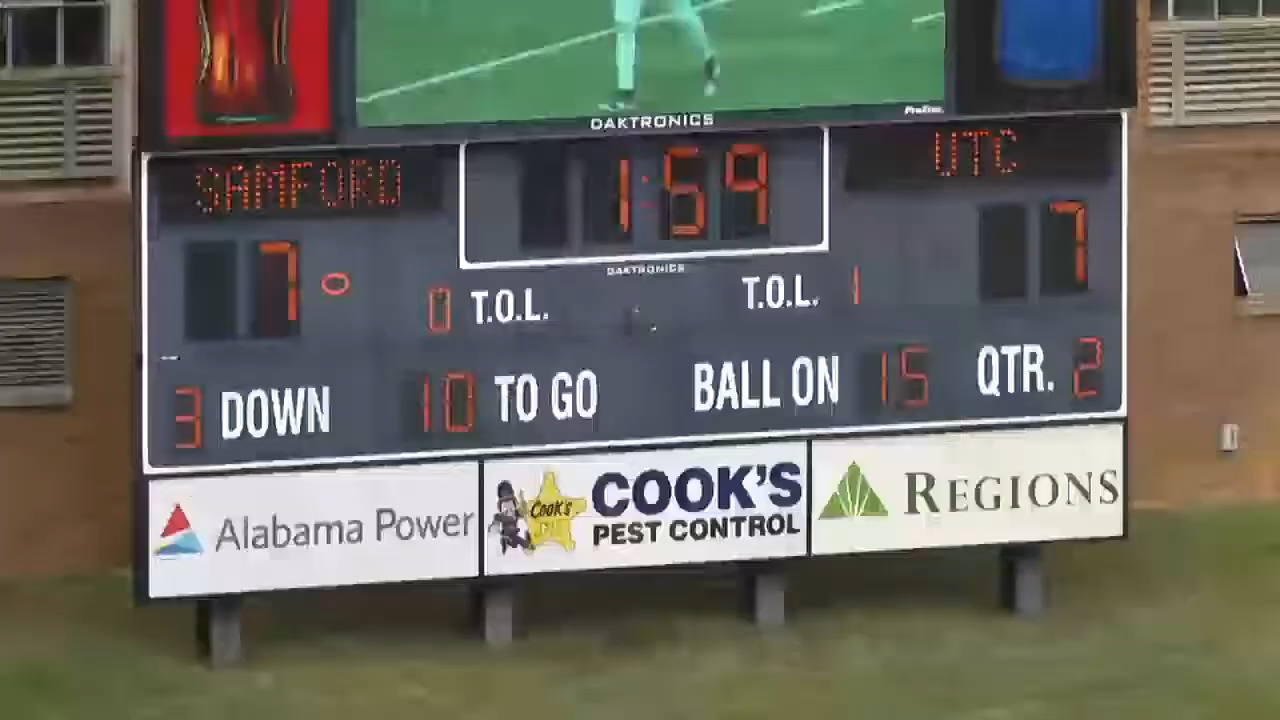 DAKTRONICS
SAMFORD 1:59 UTC
DAKTRONICS
7 0 T.O.L. T.O.L. 1 7
3 DOWN 10 TO GO BALL ON 15 QTR. 2
Alabama Power
Cook's
COOK'S
PEST CONTROL
REGIONS